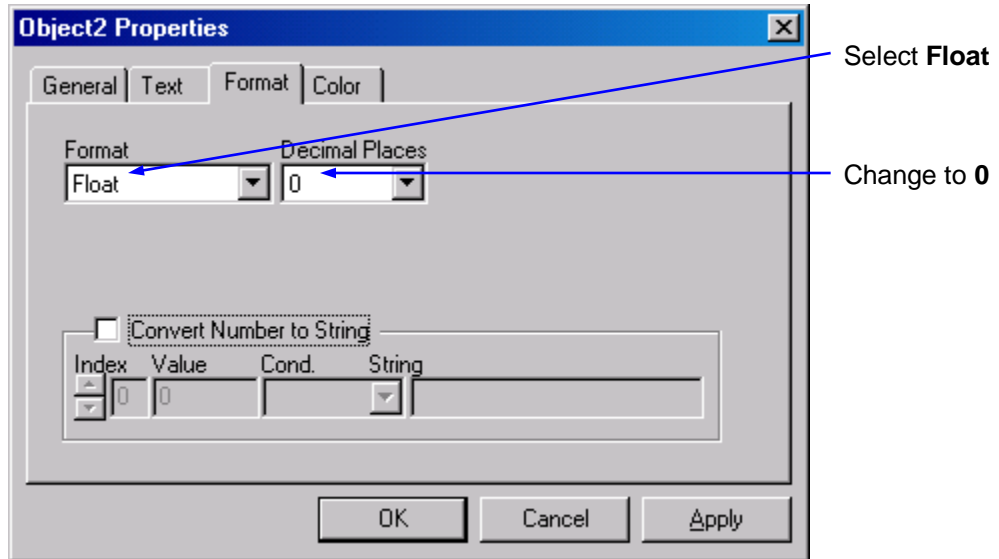 Object2 Properties
General Text Format Color
Select Float
Format Decimal Places
Float 0
Change to 0
Convert Number to String
Index Value Cond. String
0 0
OK Cancel Apply